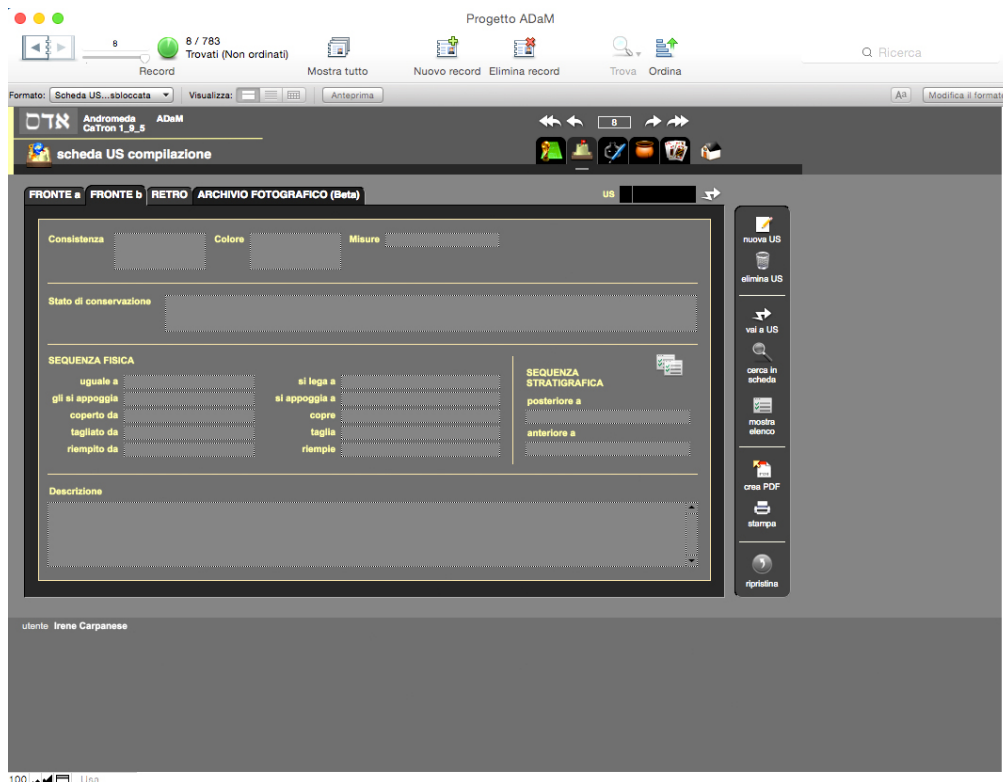 Progetto ADaM
8
8 / 783
Trovati (Non ordinati)
Record
Mostra tutto
Nuovo record
Elimina record
Trova
Ordina
Ricerca
Formato:
Scheda US...sbloccata
Visualizza:
Anteprima
Aa
Modifica il format
אדם
Andromeda ADaM
CaTron 1_9_5
8
scheda US compilazione
FRONTE a
FRONTE b
RETRO
ARCHIVIO FOTOGRAFICO (Beta)
US
Consistenza
Colore
Misure
Stato di conservazione
SEQUENZA FISICA
uguale a
si lega a
gli si appoggia
si appoggia a
coperto da
copre
tagliato da
taglia
riempito da
riempie
SEQUENZA
STRATIGRAFICA
posteriore a
anteriore a
Descrizione
nuova US
elimina US
vai a US
cerca in
scheda
mostra
elenco
crea PDF
stampa
ripristina
utente Irene Carpanese
100
Usa